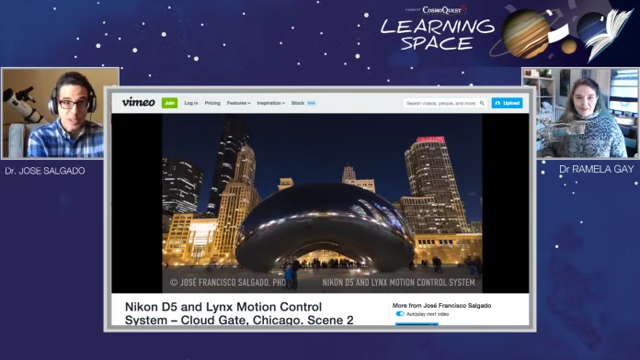 COSMOQUEST
LEARNING
SPACE
vimeo Join Log in Pricing Features Inspiration Stock Search videos, people, and more Upload
Dr. JOSE SALGADO
Dr RAMELA GAY
© JOSÉ FRANCISCO SALGADO, PHD NIKON D5 AND LYNX MOTION CONTROL SYSTEM
Nikon D5 and Lynx Motion Control
System – Cloud Gate, Chicago. Scene 2
More from José Francisco Salgado
Autoplay next video